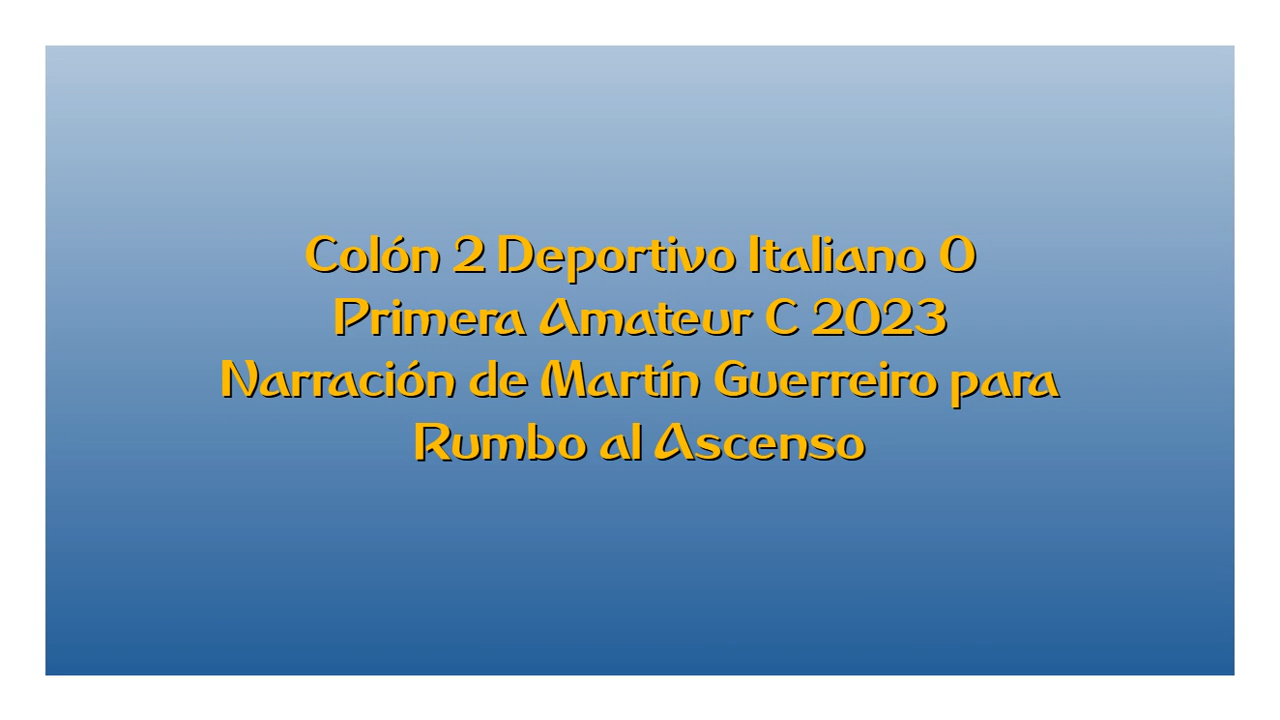 Colón 2 Deportivo Italiano 0
Primera Amateur C 2023
Narración de Martín Guerreiro para
Rumbo al Ascenso